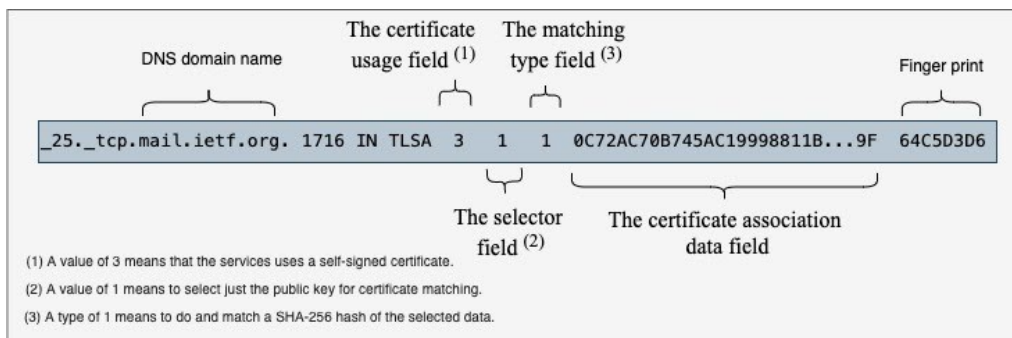 The certificate
usage field (1)
The matching
type field (3)
DNS domain name
Finger print
_25._tcp.mail.ietf.org. 1716 IN TLSA 3 1 1 0C72AC70B745AC19998811B...9F 64C5D3D6
The selector
field (2)
The certificate association
data field
(1) A value of 3 means that the services uses a self-signed certificate.
(2) A value of 1 means to select just the public key for certificate matching.
(3) A type of 1 means to do and match a SHA-256 hash of the selected data.